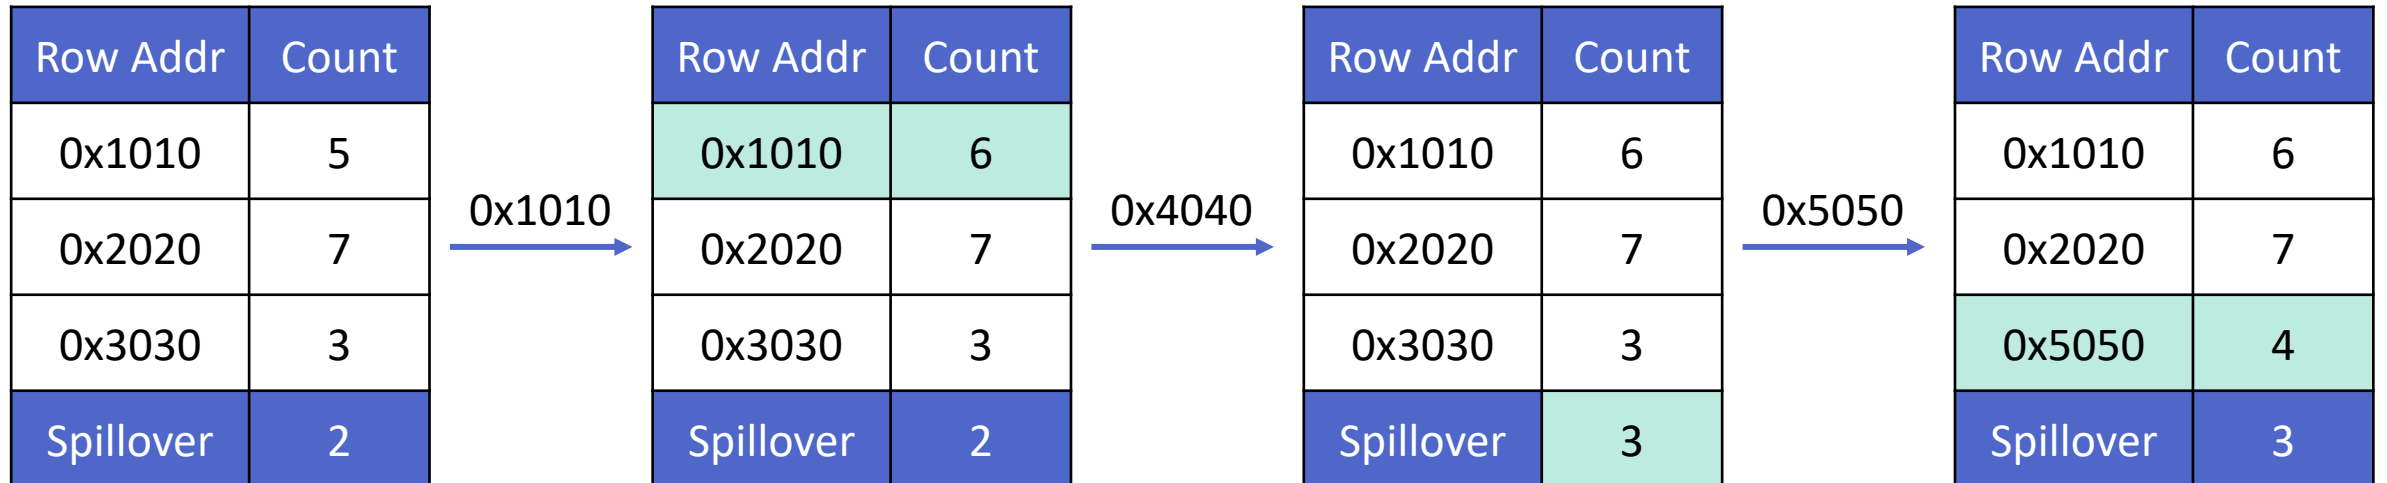 Row Addr Count
0x1010 5
0x2020 7
0x3030 3
Spillover 2
0x1010
Row Addr Count
0x1010 6
0x2020 7
0x3030 3
Spillover 2
0x4040
Row Addr Count
0x1010 6
0x2020 7
0x3030 3
Spillover 3
0x5050
Row Addr Count
0x1010 6
0x2020 7
0x5050 4
Spillover 3